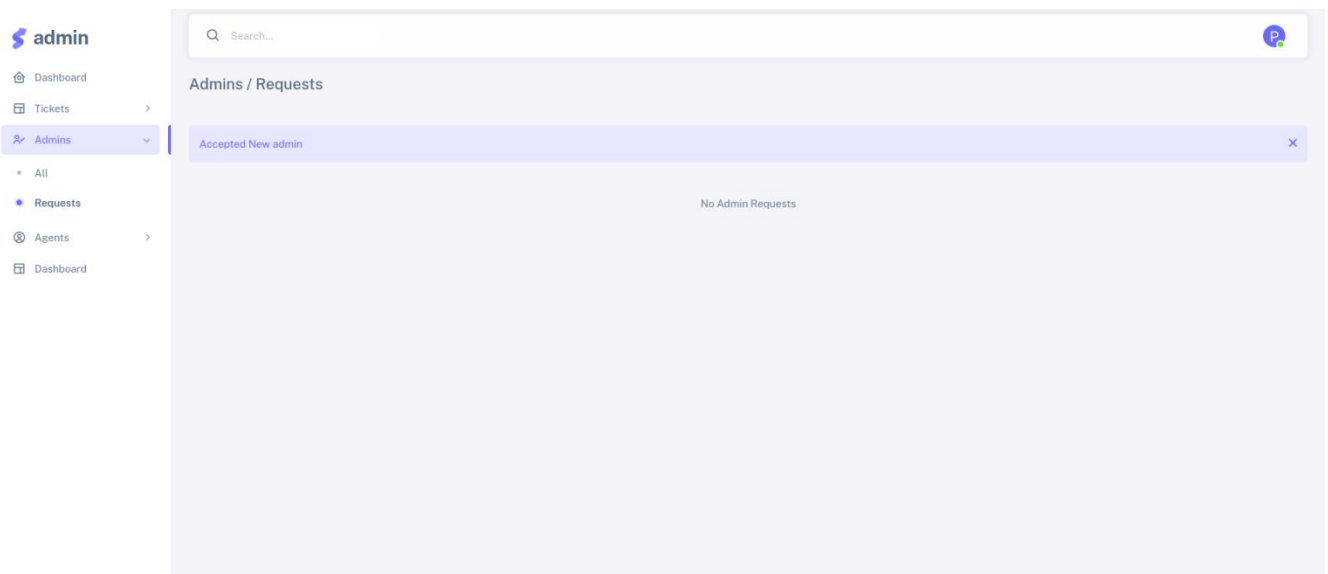 admin
Dashboard
Tickets
Admins
All
Requests
Agents
Dashboard
Search...
P
Admins / Requests
Accepted New admin
No Admin Requests